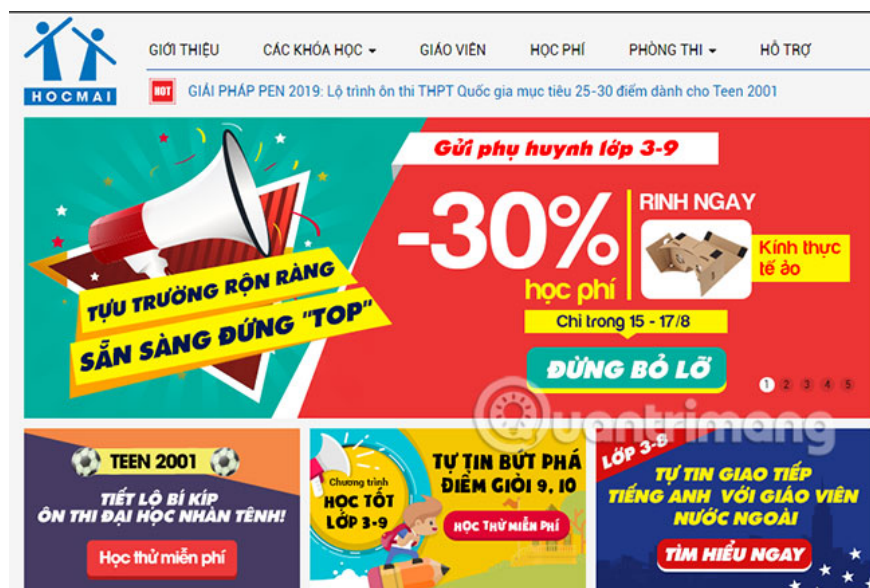 HOCMAI
GIỚI THIỆU
CÁC KHÓA HỌC
GIÁO VIÊN
HỌC PHÍ
PHÒNG THI
HỖ TRỢ
HOT
GIẢI PHÁP PEN 2019: Lộ trình ôn thi THPT Quốc gia mục tiêu 25-30 điểm dành cho Teen 2001
TỰU TRƯỜNG RỘN RÀNG
SẴN SÀNG ĐỨNG "TOP"
Gửi phụ huynh lớp 3-9
-30%
học phí
RINH NGAY
Kính thực
tế ảo
Chỉ trong 15 - 17/8
ĐỪNG BỎ LỠ
1 2 3 4 5
Quantrimang
TEEN 2001
TIẾT LỘ BÍ KÍP
ÔN THI ĐẠI HỌC NHÀN TÊNH!
Học thử miễn phí
Chương trình
HỌC TỐT
LỚP 3-9
TỰ TIN BỨT PHÁ
ĐIỂM GIỎI 9, 10
HỌC THỬ MIỄN PHÍ
LỚP 3-8
TỰ TIN GIAO TIẾP
TIẾNG ANH VỚI GIÁO VIÊN
NƯỚC NGOÀI
TÌM HIỂU NGAY